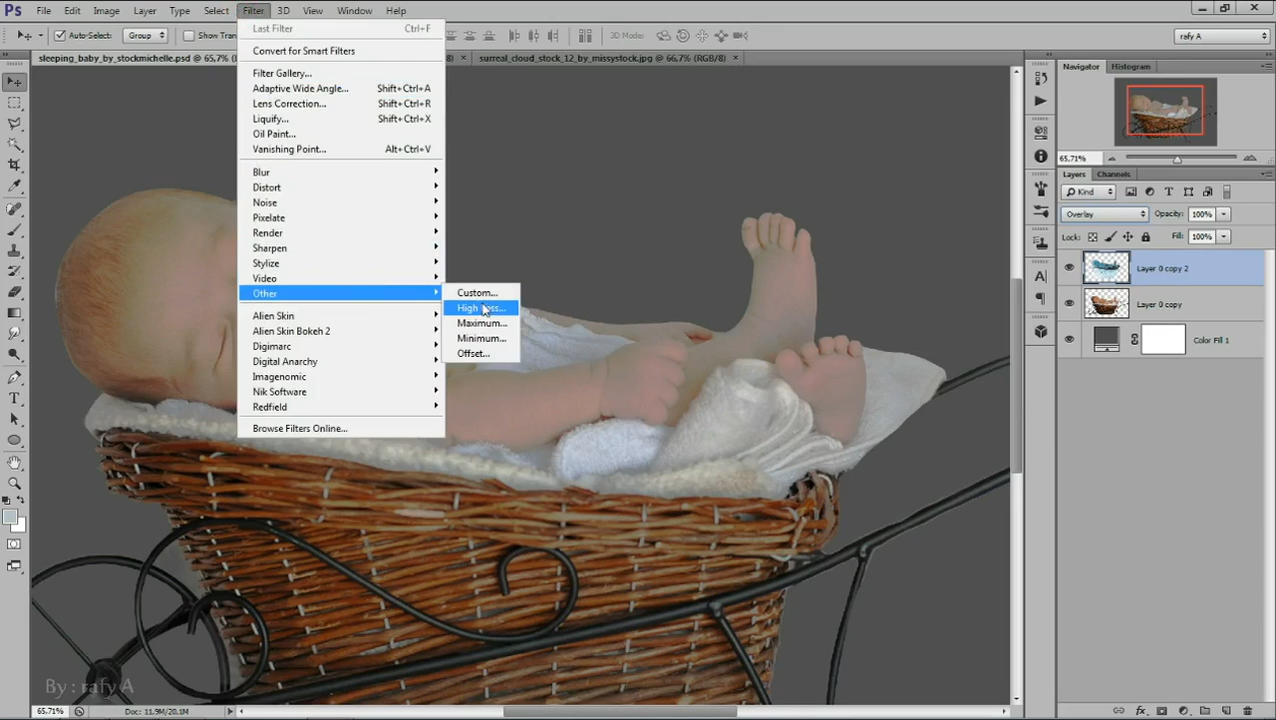 Ps File Edit Image Layer Type Select Filter 3D View Window Help
Auto-Select: Group Show Tran 3D Modes rafy A
sleeping_baby_by_stockmichelle.psd @ 65,7% surreal_cloud_stock_12_by_missystock.jpg @ 66,7% (RGB/8)
Last Filter Ctrl+F
Convert for Smart Filters
Filter Gallery...
Adaptive Wide Angle... Shift+Ctrl+A
Lens Correction... Shift+Ctrl+R
Liquify... Shift+Ctrl+X
Oil Paint...
Vanishing Point... Alt+Ctrl+V
Blur
Distort
Noise
Pixelate
Render
Sharpen
Stylize
Video
Other
Alien Skin
Alien Skin Bokeh 2
Digimarc
Digital Anarchy
Imagenomic
Nik Software
Redfield
Browse Filters Online...
Custom...
High
Maximum...
Minimum...
Offset...
Navigator Histogram
65,71%
Layers Channels
Kind
Overlay Opacity: 100%
Lock: Fill: 100%
Layer 0 copy 2
Layer 0 copy
Color Fill 1
By : rafy A
65,71% Doc: 11,9M/20,1M